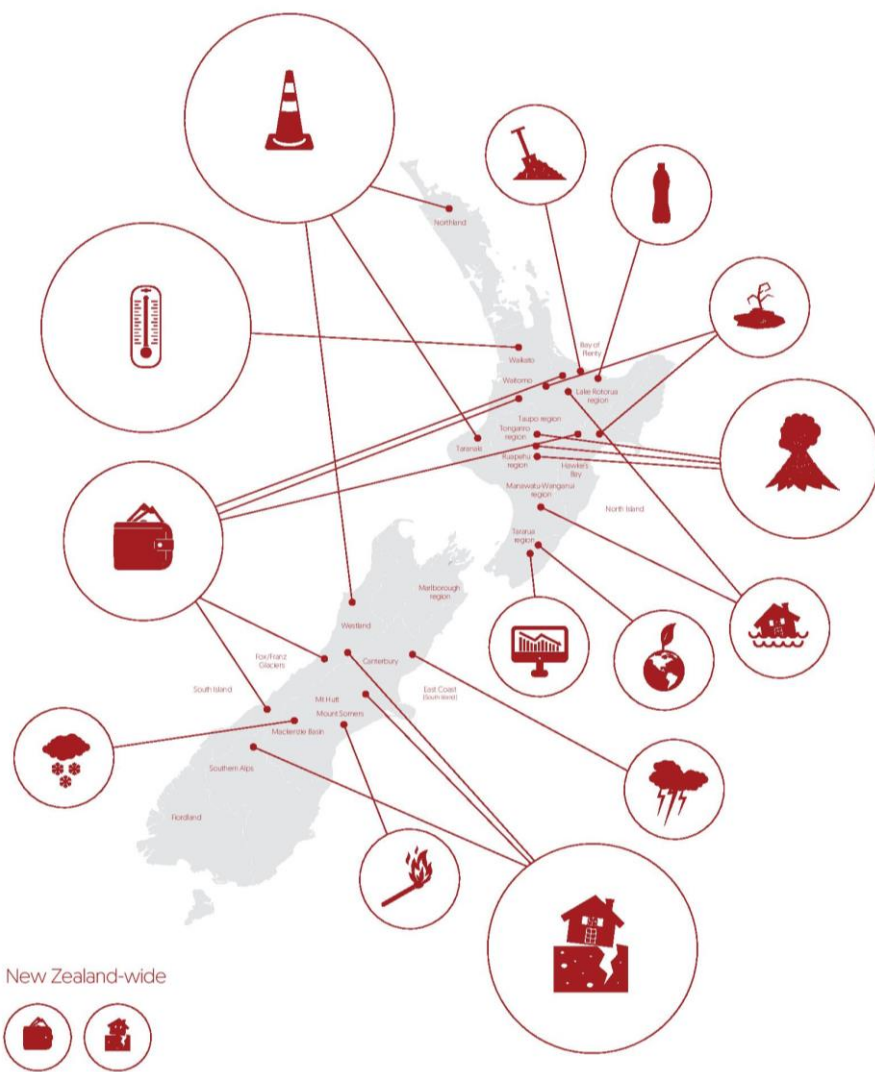 Northland
Waikato
Bay of
Plenty
Waitomo
Lake Rotorua
region
Taupo region
Tongariro
region
Taranaki
Ruapehu
region
Hawke's
Bay
Manawatu-Wanganui
region
North Island
Tararua
region
Marlborough
region
Westland
Fox/Franz
Glaciers
Canterbury
South Island
East Coast
(South Island)
Mt Hutt
Mount Somers
Mackenzie Basin
Southern Alps
Fiordland
New Zealand-wide